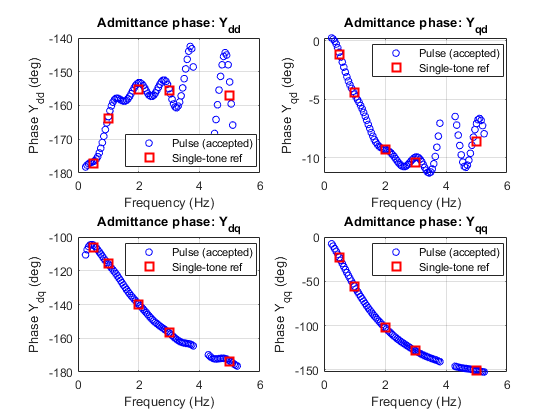 Admittance phase: Y_dd
Phase Y_dd (deg)
-140
-150
-160
-170
-180
Pulse (accepted)
Single-tone ref
0 2 4 6
Frequency (Hz)
Admittance phase: Y_qd
Phase Y_qd (deg)
0
-5
-10
Pulse (accepted)
Single-tone ref
0 2 4 6
Frequency (Hz)
Admittance phase: Y_dq
Phase Y_dq (deg)
-100
-120
-140
-160
-180
Pulse (accepted)
Single-tone ref
0 2 4 6
Frequency (Hz)
Admittance phase: Y_qq
Phase Y_qq (deg)
0
-50
-100
-150
Pulse (accepted)
Single-tone ref
0 2 4 6
Frequency (Hz)